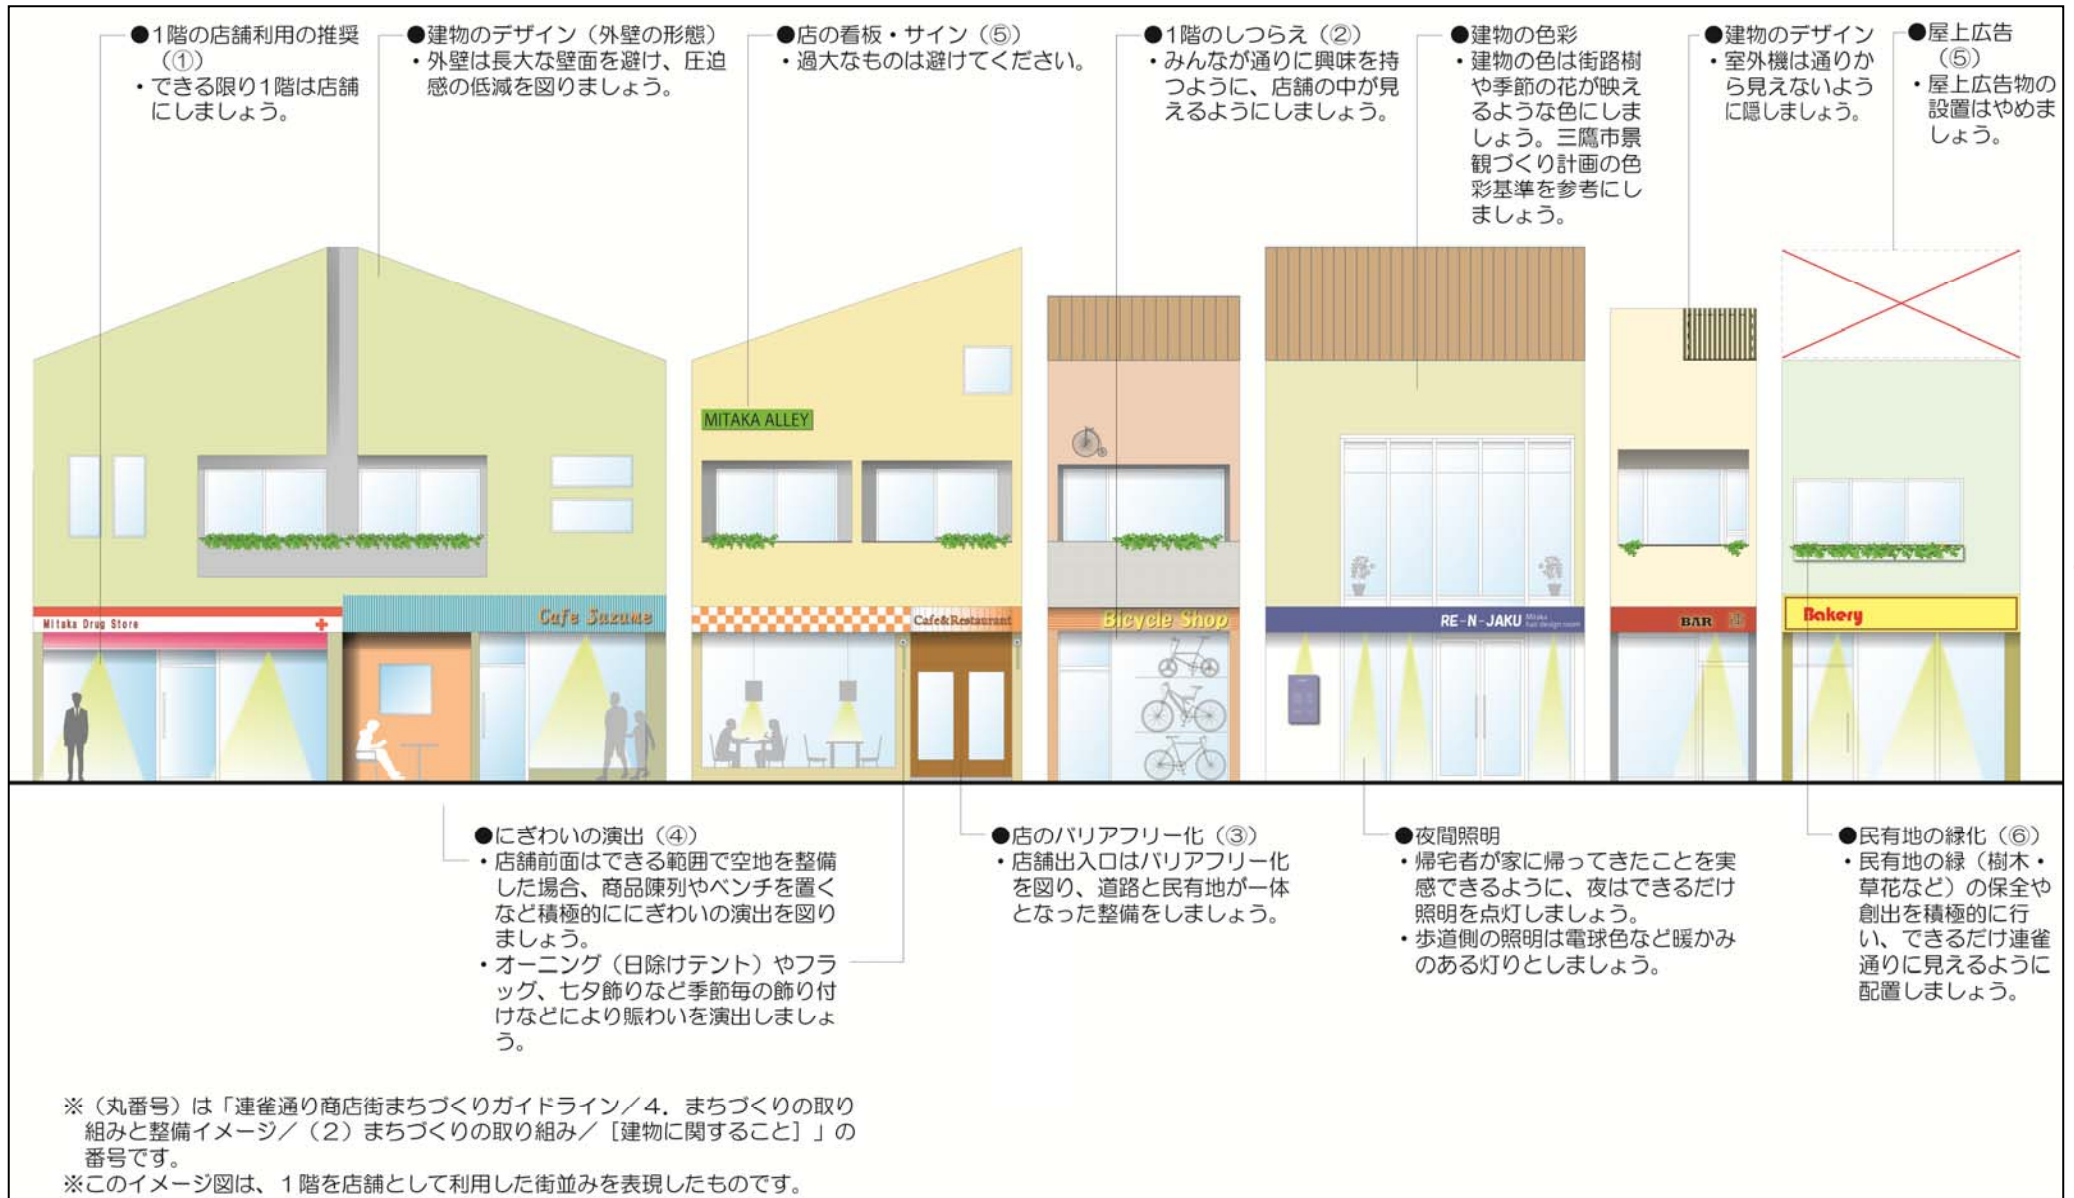 ●1階の店舗利用の推奨
（①）
・できる限り1階は店舗
にしましょう。
●建物のデザイン（外壁の形態）
・外壁は長大な壁面を避け、圧迫
感の低減を図りましょう。
●店の看板・サイン（⑤）
・過大なものは避けてください。
●1階のしつらえ（②）
・みんなが通りに興味を持
つように、店舗の中が見
えるようにしましょう。
●建物の色彩
・建物の色は街路樹
や季節の花が映え
るような色にしま
しょう。三鷹市景
観づくり計画の色
彩基準を参考にし
ましょう。
●建物のデザイン
・室外機は通りか
ら見えないよう
に隠しましょう。
●屋上広告
（⑤）
・屋上広告物の
設置はやめま
しょう。
MITAKA ALLEY
Mitaka Drug Store
Cafe Suzume
Cafe&Restaurant
Bicycle Shop
RE-N-JAKU
Mitaka
hair design room
BAR
Bakery
●にぎわいの演出（④）
・店舗前面はできる範囲で空地を整備
した場合、商品陳列やベンチを置く
など積極的ににぎわいの演出を図り
ましょう。
・オーニング（日除けテント）やフラ
ッグ、七夕飾りなど季節毎の飾り付
けなどにより賑わいを演出しましょ
う。
●店のバリアフリー化（③）
・店舗出入口はバリアフリー化
を図り、道路と民有地が一体
となった整備をしましょう。
●夜間照明
・帰宅者が家に帰ってきたことを実
感できるように、夜はできるだけ
照明を点灯しましょう。
・歩道側の照明は電球色など暖かみ
のある灯りとしましょう。
●民有地の緑化（⑥）
・民有地の緑（樹木・
草花など）の保全や
創出を積極的に行
い、できるだけ連雀
通りに見えるように
配置しましょう。
※（丸番号）は「連雀通り商店街まちづくりガイドライン／４．まちづくりの取り
組みと整備イメージ／（２）まちづくりの取り組み／［建物に関すること］」の
番号です。
※このイメージ図は、１階を店舗として利用した街並みを表現したものです。